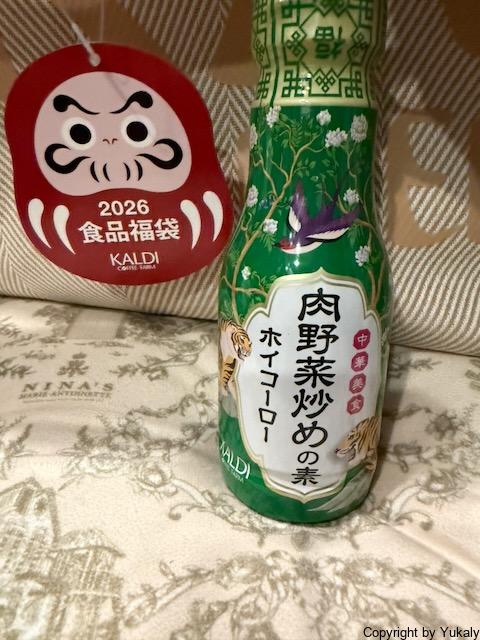 2026
食品福袋
KALDI
COFFEE FARM
福
中華美食
肉野菜炒めの素
ホイコーロー
KALDI
NINA'S
MARIE-ANTOINETTE
Copyright by Yukaly